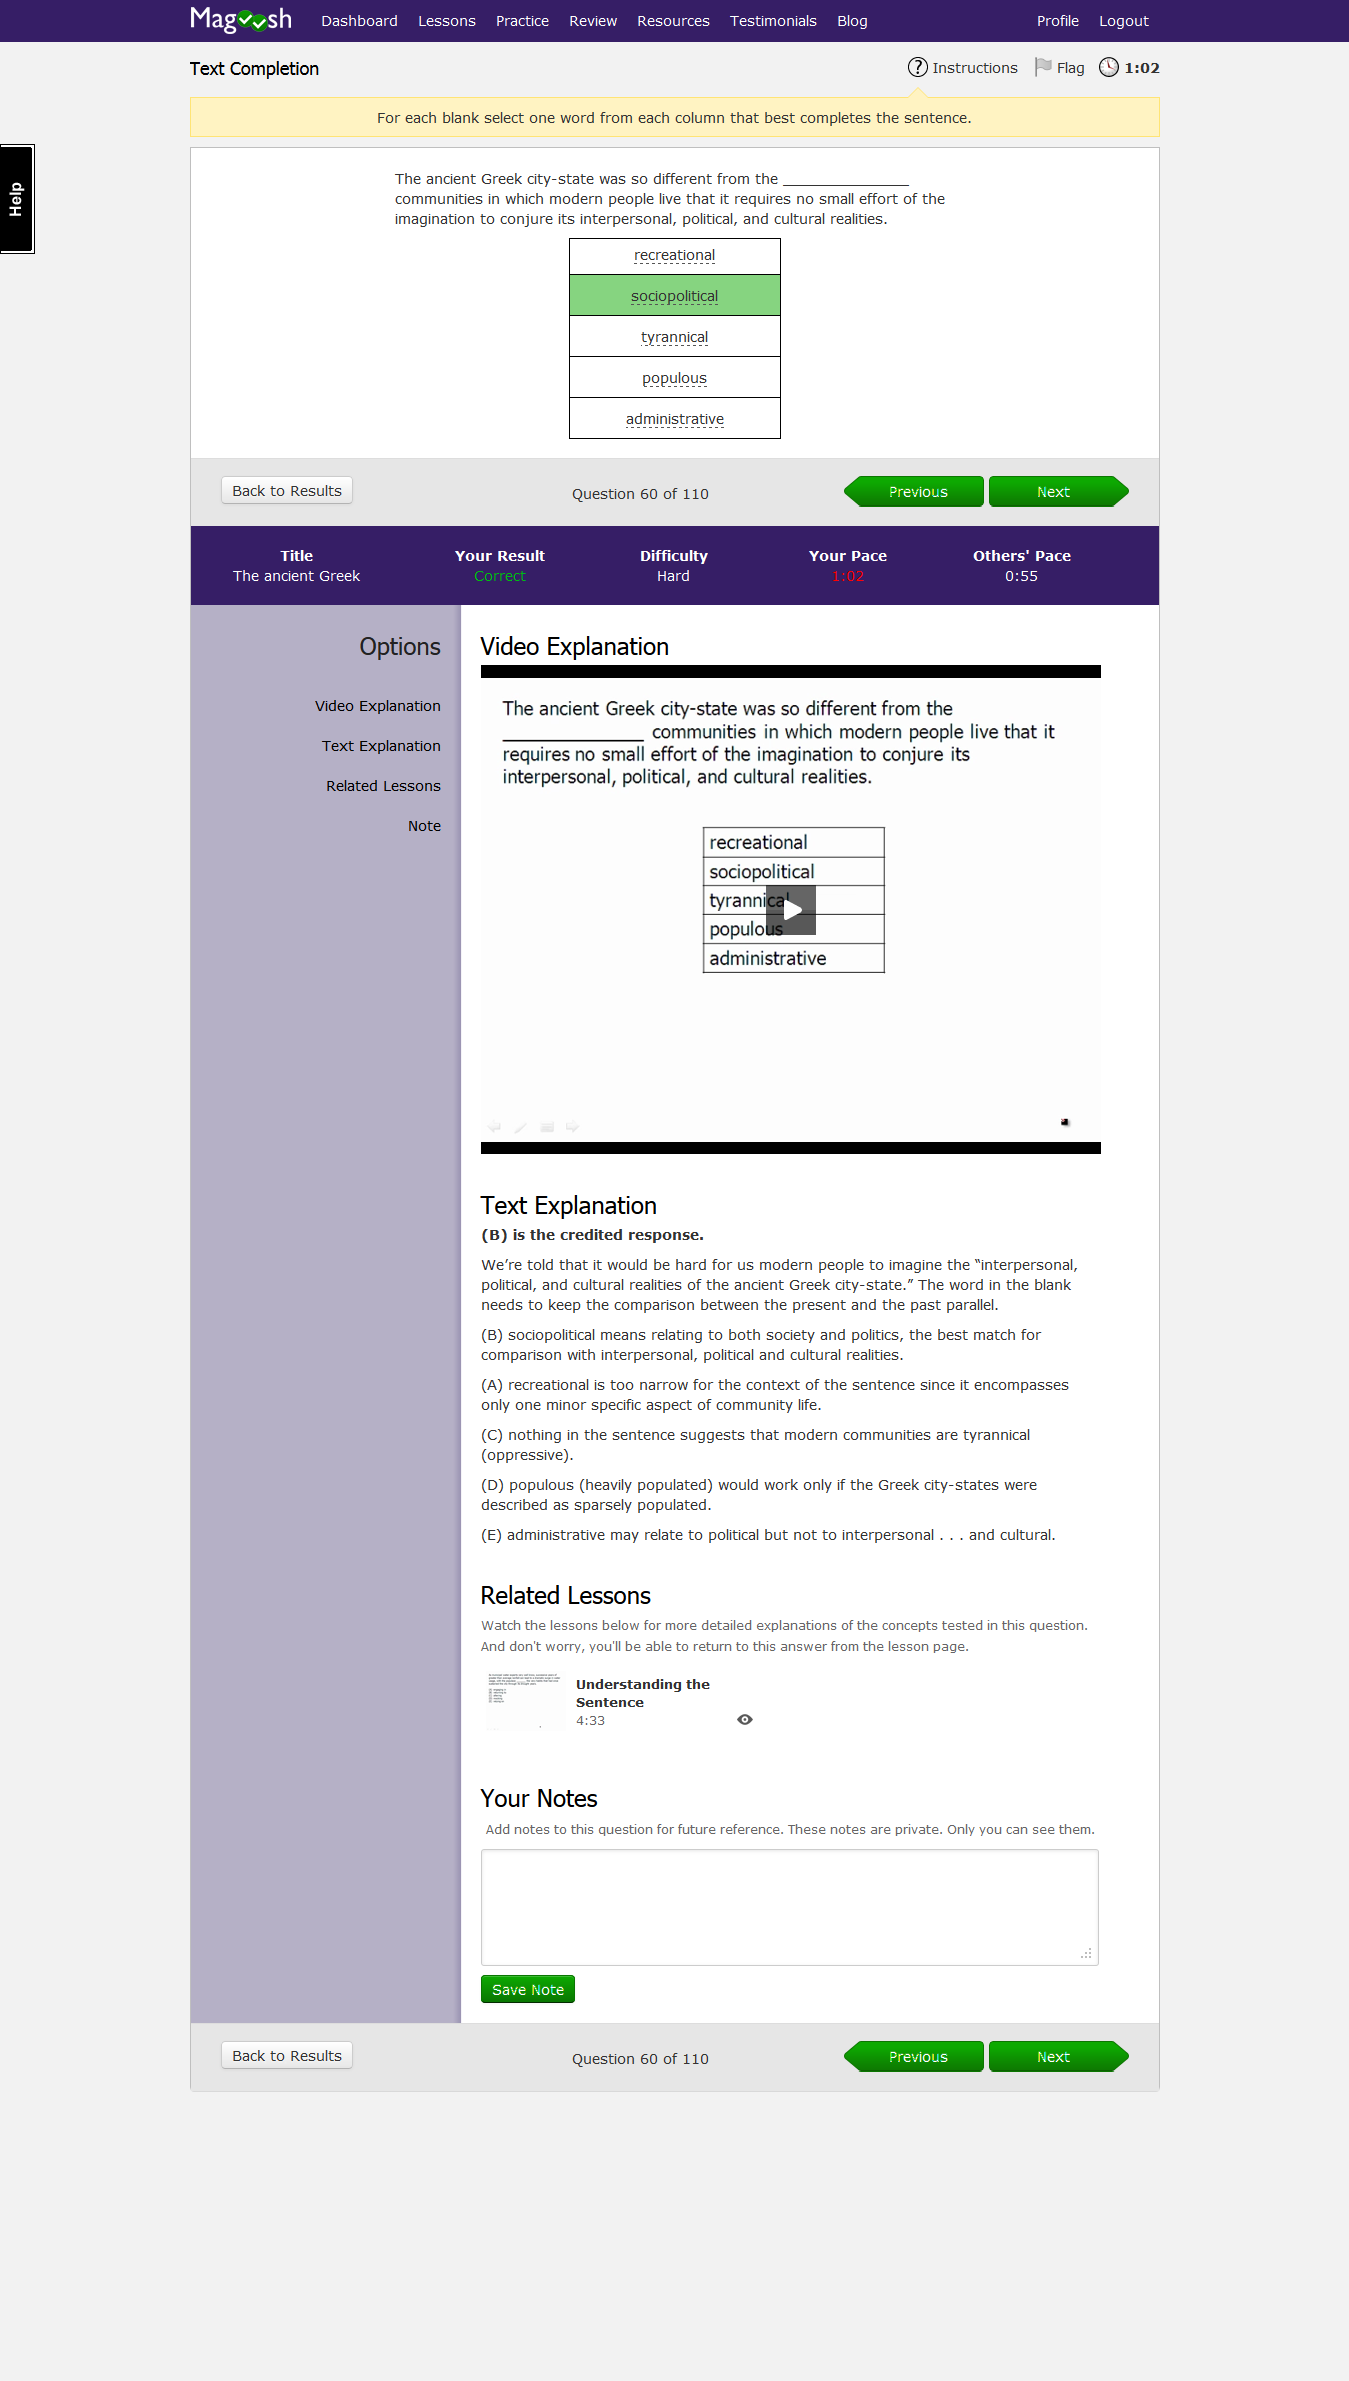 Magoosh Dashboard Lessons Practice Review Resources Testimonials Blog Profile Logout
Text Completion
? Instructions Flag 1:02
For each blank select one word from each column that best completes the sentence.
Help
The ancient Greek city-state was so different from the ________________
communities in which modern people live that it requires no small effort of the
imagination to conjure its interpersonal, political, and cultural realities.
recreational
sociopolitical
tyrannical
populous
administrative
Back to Results Question 60 of 110 Previous Next
Title Your Result Difficulty Your Pace Others' Pace
The ancient Greek Correct Hard 1:02 0:55
Options
Video Explanation
Text Explanation
Related Lessons
Note
Video Explanation
The ancient Greek city-state was so different from the
______________ communities in which modern people live that it
requires no small effort of the imagination to conjure its
interpersonal, political, and cultural realities.
recreational
sociopolitical
tyrannical
populous
administrative
Text Explanation
(B) is the credited response.
We’re told that it would be hard for us modern people to imagine the “interpersonal,
political, and cultural realities of the ancient Greek city-state.” The word in the blank
needs to keep the comparison between the present and the past parallel.
(B) sociopolitical means relating to both society and politics, the best match for
comparison with interpersonal, political and cultural realities.
(A) recreational is too narrow for the context of the sentence since it encompasses
only one minor specific aspect of community life.
(C) nothing in the sentence suggests that modern communities are tyrannical
(oppressive).
(D) populous (heavily populated) would work only if the Greek city-states were
described as sparsely populated.
(E) administrative may relate to political but not to interpersonal . . . and cultural.
Related Lessons
Watch the lessons below for more detailed explanations of the concepts tested in this question.
And don't worry, you'll be able to return to this answer from the lesson page.
Understanding the
Sentence
4:33
Your Notes
Add notes to this question for future reference. These notes are private. Only you can see them.
Save Note
Back to Results Question 60 of 110 Previous Next